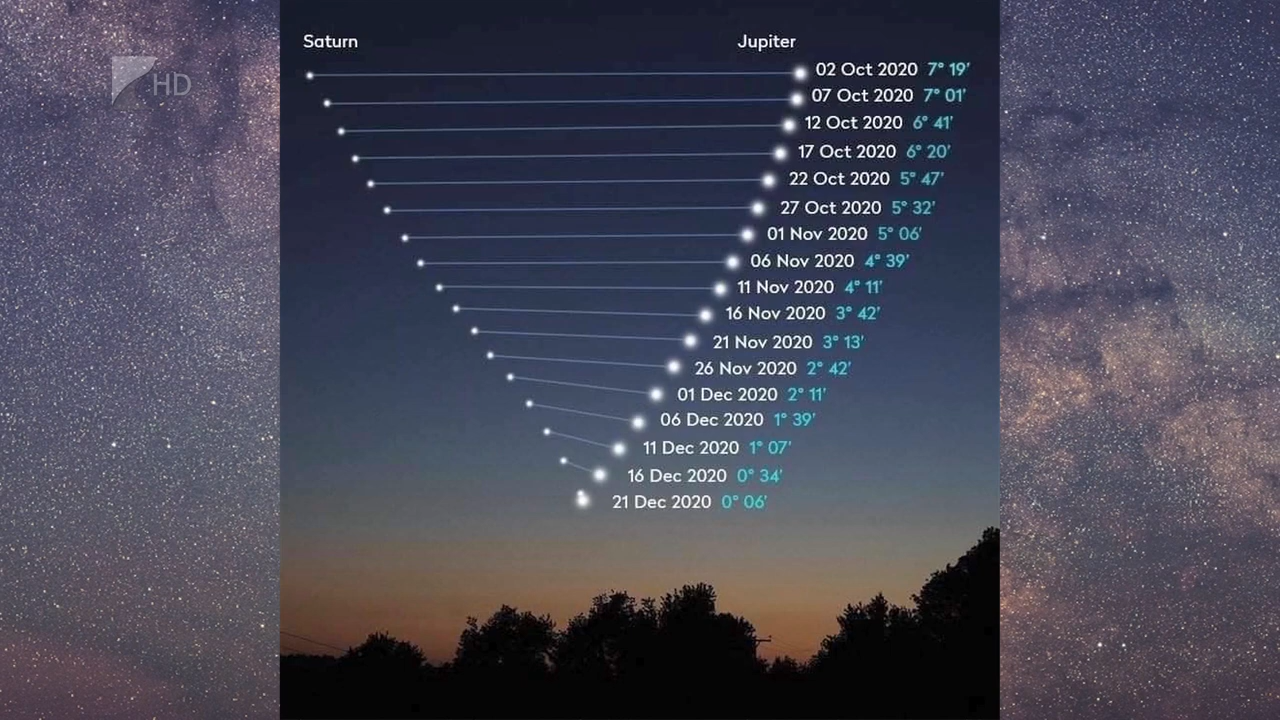 Saturn Jupiter
HD
02 Oct 2020 7° 19'
07 Oct 2020 7° 01'
12 Oct 2020 6° 41'
17 Oct 2020 6° 20'
22 Oct 2020 5° 47'
27 Oct 2020 5° 32'
01 Nov 2020 5° 06'
06 Nov 2020 4° 39'
11 Nov 2020 4° 11'
16 Nov 2020 3° 42'
21 Nov 2020 3° 13'
26 Nov 2020 2° 42'
01 Dec 2020 2° 11'
06 Dec 2020 1° 39'
11 Dec 2020 1° 07'
16 Dec 2020 0° 34'
21 Dec 2020 0° 06'